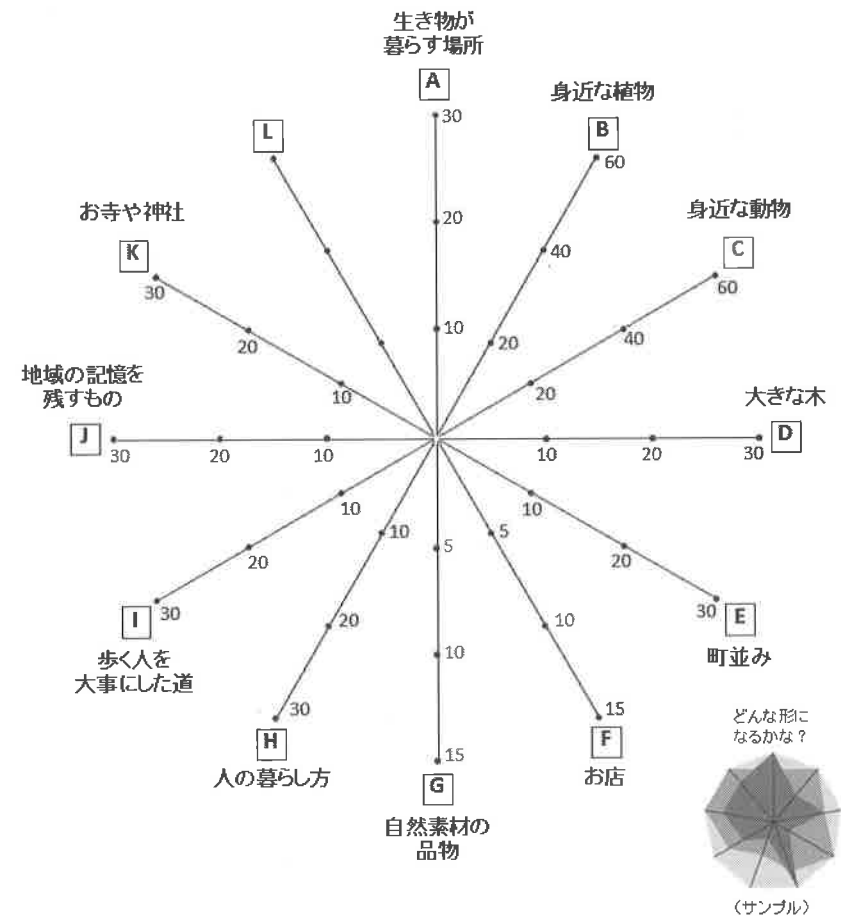 生き物が
暮らす場所
A
30
20
10
身近な植物
B
60
40
20
身近な動物
C
60
40
20
大きな木
D
10
20
30
10
20
30
E
町並み
5
10
15
F
お店
5
10
15
G
自然素材の
品物
10
20
30
H
人の暮らし方
10
20
30
I
歩く人を
大事にした道
地域の記憶を
残すもの
J
30
20
10
お寺や神社
K
30
20
10
L
どんな形に
なるかな?
(サンプル)